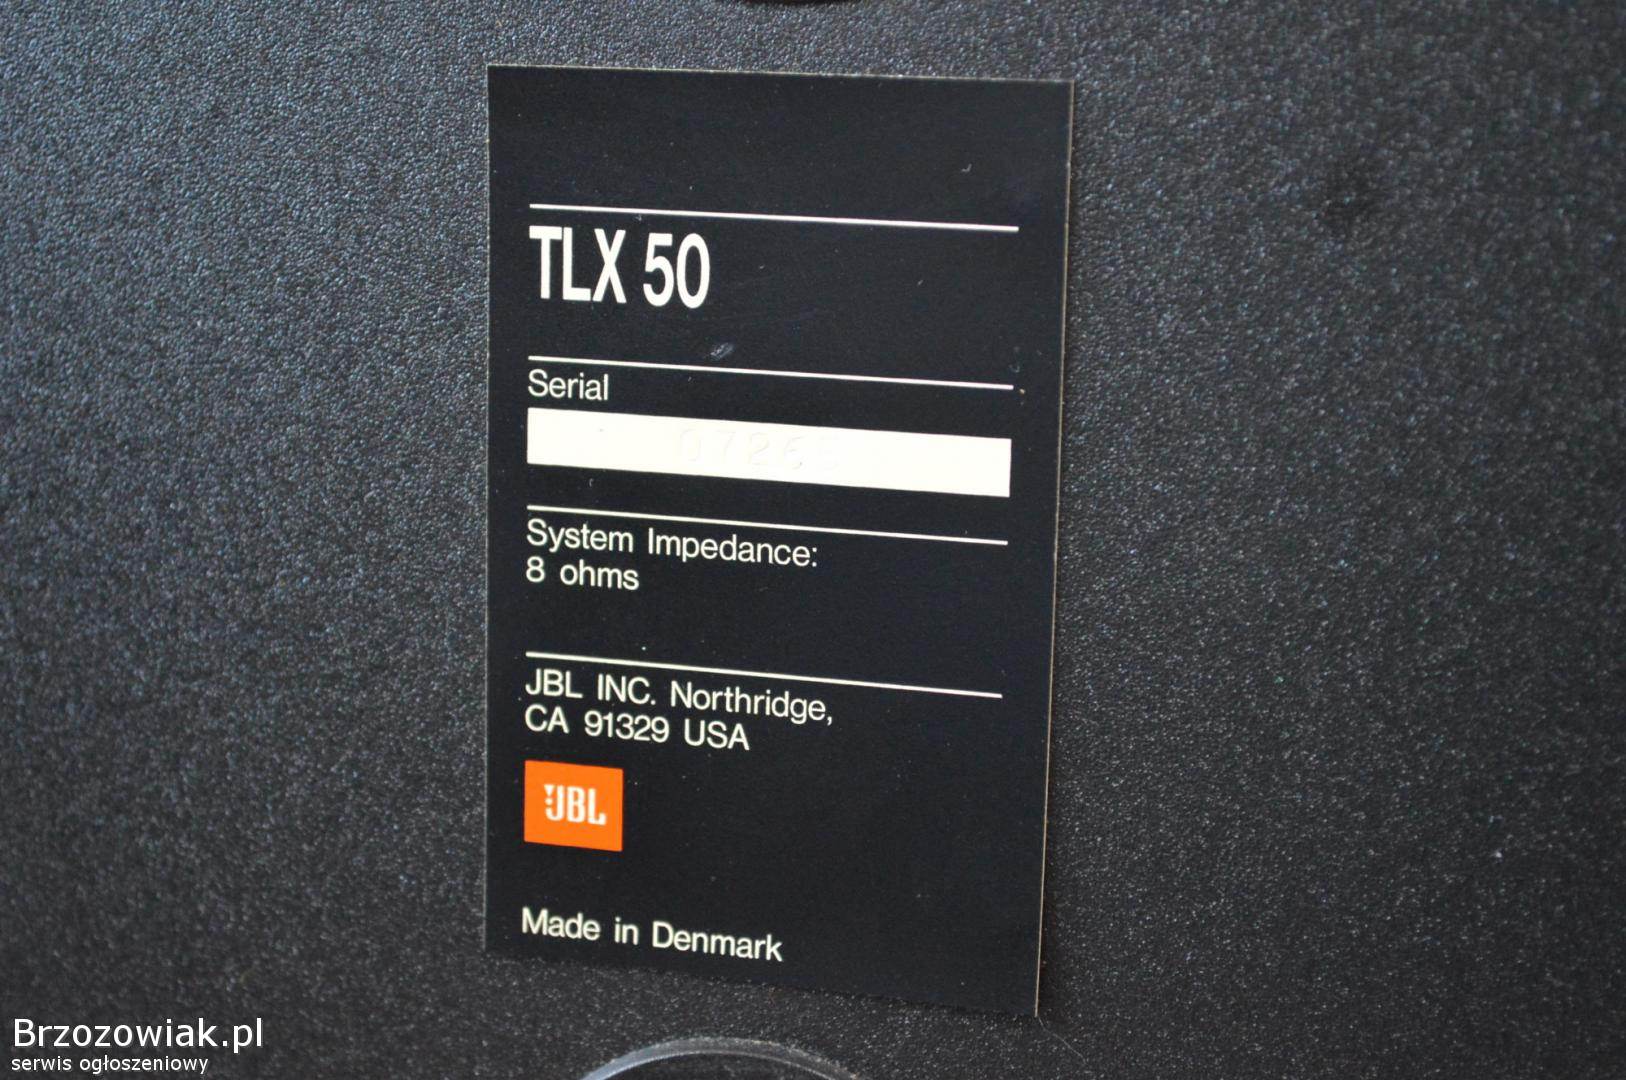 TLX 50
Serial
System Impedance:
8 ohms
JBL INC. Northridge,
CA 91329 USA
JBL
Made in Denmark
Brzozowiak.pl
serwis ogłoszeniowy